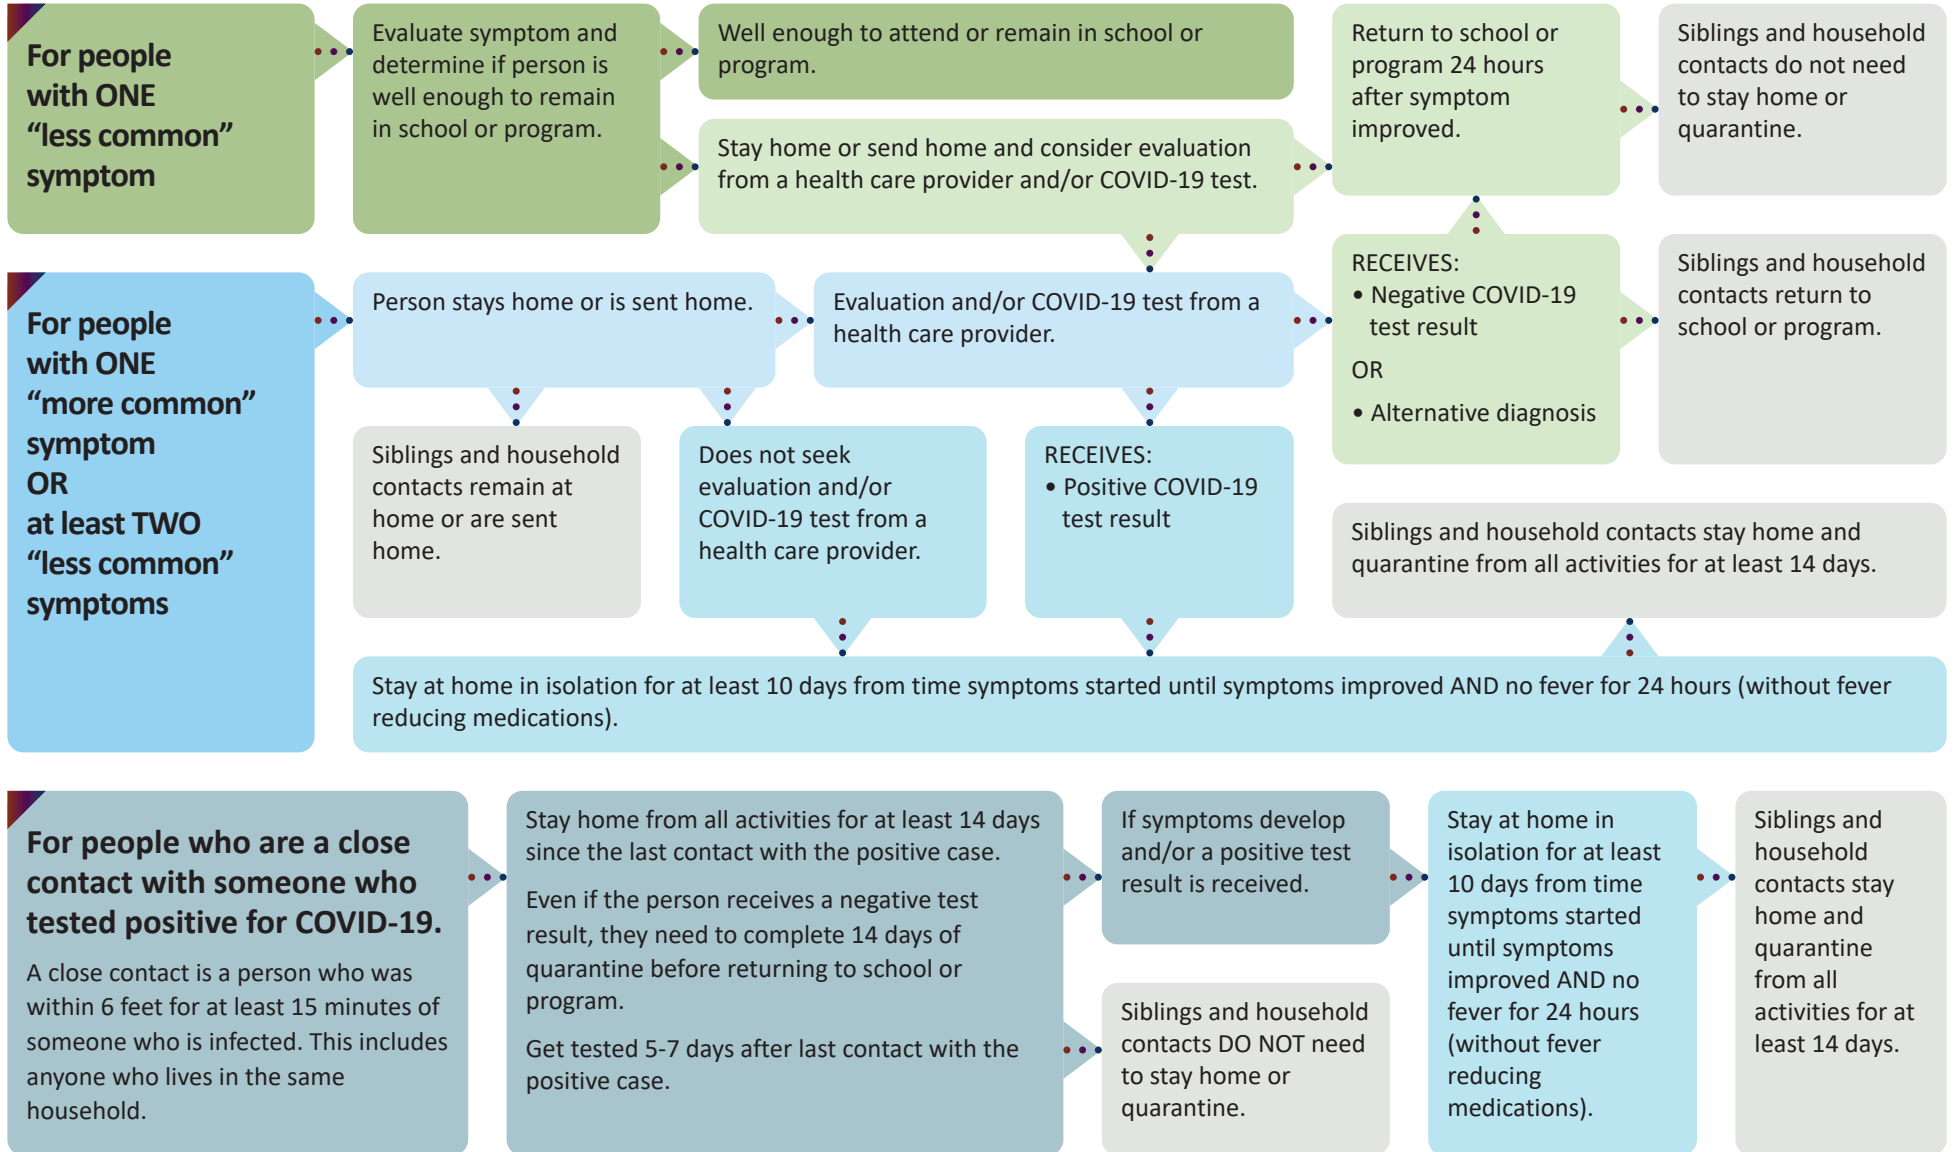 For people
with ONE
“less common”
symptom
Evaluate symptom and
determine if person is
well enough to remain
in school or program.
Well enough to attend or remain in school or
program.
Stay home or send home and consider evaluation
from a health care provider and/or COVID-19 test.
Return to school or
program 24 hours
after symptom
improved.
Siblings and household
contacts do not need
to stay home or
quarantine.
For people
with ONE
“more common”
symptom
OR
at least TWO
“less common”
symptoms
Person stays home or is sent home.
Evaluation and/or COVID-19 test from a
health care provider.
RECEIVES:
• Negative COVID-19
test result
OR
• Alternative diagnosis
Siblings and household
contacts return to
school or program.
Siblings and household
contacts remain at
home or are sent
home.
Does not seek
evaluation and/or
COVID-19 test from a
health care provider.
RECEIVES:
• Positive COVID-19
test result
Siblings and household contacts stay home and
quarantine from all activities for at least 14 days.
Stay at home in isolation for at least 10 days from time symptoms started until symptoms improved AND no fever for 24 hours (without fever
reducing medications).
For people who are a close
contact with someone who
tested positive for COVID-19.
A close contact is a person who was
within 6 feet for at least 15 minutes of
someone who is infected. This includes
anyone who lives in the same
household.
Stay home from all activities for at least 14 days
since the last contact with the positive case.
Even if the person receives a negative test
result, they need to complete 14 days of
quarantine before returning to school or
program.
Get tested 5-7 days after last contact with the
positive case.
If symptoms develop
and/or a positive test
result is received.
Siblings and household
contacts DO NOT need
to stay home or
quarantine.
Stay at home in
isolation for at least
10 days from time
symptoms started
until symptoms
improved AND no
fever for 24 hours
(without fever
reducing
medications).
Siblings and
household
contacts stay
home and
quarantine
from all
activities for at
least 14 days.